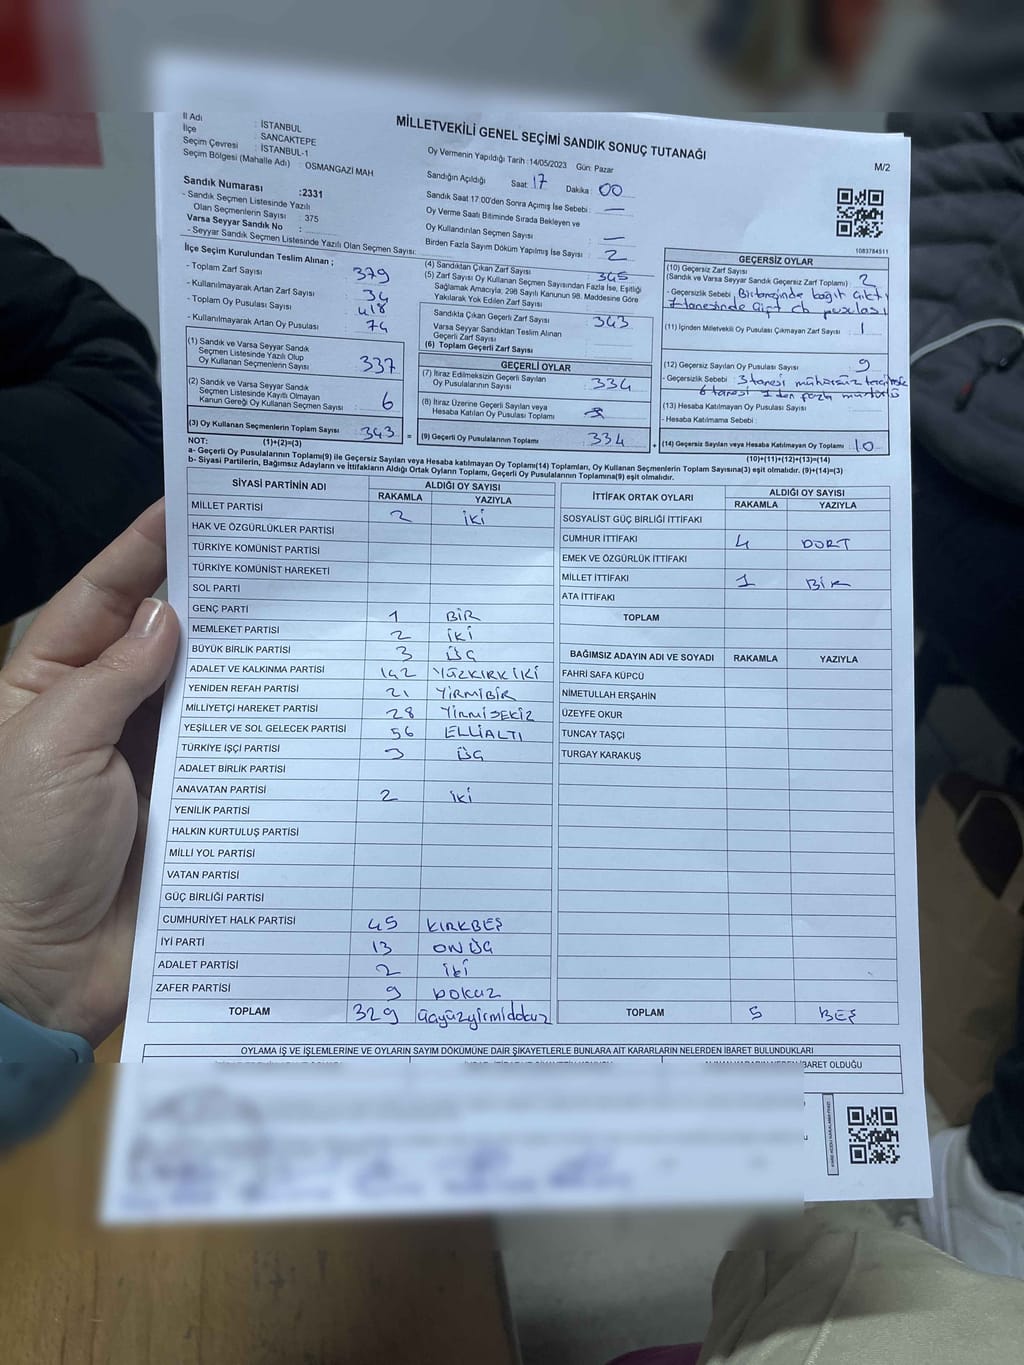 MİLLETVEKİLİ GENEL SEÇİMİ SANDIK SONUÇ TUTANAĞI
M/2
İl Adı : İSTANBUL
İlçe : SANCAKTEPE
Seçim Çevresi : İSTANBUL-1
Seçim Bölgesi (Mahalle Adı) : OSMANGAZİ MAH
Oy Vermenin Yapıldığı Tarih :14/05/2023 Gün: Pazar
Sandığın Açıldığı Saat: 17 Dakika: 00
Sandık Saat 17:00'den Sonra Açılmış İse Sebebi : —
Oy Verme Saati Bitiminde Sırada Bekleyen ve
Oy Kullandırılan Seçmen Sayısı : —
Birden Fazla Sayım Döküm Yapılmış İse Sayısı : 2
Sandık Numarası :2331
- Sandık Seçmen Listesinde Yazılı
Olan Seçmenlerin Sayısı : 375
Varsa Seyyar Sandık No :
- Seyyar Sandık Seçmen Listesinde Yazılı Olan Seçmen Sayısı:
1083784511
İlçe Seçim Kurulundan Teslim Alınan ;
- Toplam Zarf Sayısı : 379
- Kullanılmayarak Artan Zarf Sayısı : 34
- Toplam Oy Pusulası Sayısı : 418
- Kullanılmayarak Artan Oy Pusulası : 74
(1) Sandık ve Varsa Seyyar Sandık
Seçmen Listesinde Yazılı Olup
Oy Kullanan Seçmenlerin Sayısı : 337
(2) Sandık ve Varsa Seyyar Sandık
Seçmen Listesinde Kayıtlı Olmayan
Kanun Gereği Oy Kullanan Seçmen Sayısı : 6
(3) Oy Kullanan Seçmenlerin Toplam Sayısı : 343
(4) Sandıktan Çıkan Zarf Sayısı : 345
(5) Zarf Sayısı Oy Kullanan Seçmen Sayısından Fazla İse, Eşitliği
Sağlamak Amacıyla; 298 Sayılı Kanunun 98. Maddesine Göre
Yakılarak Yok Edilen Zarf Sayısı :
Sandıkta Çıkan Geçerli Zarf Sayısı : 343
Varsa Seyyar Sandıktan Teslim Alınan
Geçerli Zarf Sayısı :
(6) Toplam Geçerli Zarf Sayısı :
GEÇERLİ OYLAR
(7) İtiraz Edilmeksizin Geçerli Sayılan
Oy Pusulalarının Sayısı : 334
(8) İtiraz Üzerine Geçerli Sayılan veya
Hesaba Katılan Oy Pusulası Toplamı :
= (9) Geçerli Oy Pusulalarının Toplamı : 334
GEÇERSİZ OYLAR
(10) Geçersiz Zarf Sayısı
(Sandık ve Varsa Seyyar Sandık Geçersiz Zarf Toplamı) : 2
- Geçersizlik Sebebi : Bir tanesinde kağıt çıktı
1 tanesinde Çift cb pusulası
(11) İçinden Milletvekili Oy Pusulası Çıkmayan Zarf Sayısı : 1
(12) Geçersiz Sayılan Oy Pusulası Sayısı : 9
- Geçersizlik Sebebi : 3 tanesi mühürsüz
6 tanesi 1 den fazla mühürlü
(13) Hesaba Katılmayan Oy Pusulası Sayısı :
- Hesaba Katılmama Sebebi :
+ (14) Geçersiz Sayılan veya Hesaba Katılmayan Oy Toplamı : 10
NOT: (1)+(2)=(3)
(10)+(11)+(12)+(13)=(14)
a- Geçerli Oy Pusulalarının Toplamı(9) ile Geçersiz Sayılan veya Hesaba katılmayan Oy Toplamı(14) Toplamları, Oy Kullanan Seçmenlerin Toplam Sayısına(3) eşit olmalıdır. (9)+(14)=(3)
b- Siyasi Partilerin, Bağımsız Adayların ve İttifakların Aldığı Ortak Oyların Toplamı, Geçerli Oy Pusulalarının Toplamına(9) eşit olmalıdır.
SİYASİ PARTİNİN ADI ALDIĞI OY SAYISI
RAKAMLA YAZIYLA
MİLLET PARTİSİ 2 iki
HAK VE ÖZGÜRLÜKLER PARTİSİ
TÜRKİYE KOMÜNİST PARTİSİ
TÜRKİYE KOMÜNİST HAREKETİ
SOL PARTİ
GENÇ PARTİ 1 BİR
MEMLEKET PARTİSİ 2 İKİ
BÜYÜK BİRLİK PARTİSİ 3 ÜÇ
ADALET VE KALKINMA PARTİSİ 142 YÜZKIRKİKİ
YENİDEN REFAH PARTİSİ 21 YİRMİBİR
MİLLİYETÇİ HAREKET PARTİSİ 28 YİRMİSEKİZ
YEŞİLLER VE SOL GELECEK PARTİSİ 56 ELLİALTI
TÜRKİYE İŞÇİ PARTİSİ 3 ÜÇ
ADALET BİRLİK PARTİSİ
ANAVATAN PARTİSİ 2 iki
YENİLİK PARTİSİ
HALKIN KURTULUŞ PARTİSİ
MİLLİ YOL PARTİSİ
VATAN PARTİSİ
GÜÇ BİRLİĞİ PARTİSİ
CUMHURİYET HALK PARTİSİ 45 KIRKBEŞ
İYİ PARTİ 13 ONÜÇ
ADALET PARTİSİ 2 iki
ZAFER PARTİSİ 9 Dokuz
TOPLAM 329 üçyüzyirmidokuz
İTTİFAK ORTAK OYLARI ALDIĞI OY SAYISI
RAKAMLA YAZIYLA
SOSYALİST GÜÇ BİRLİĞİ İTTİFAKI
CUMHUR İTTİFAKI 4 DÖRT
EMEK VE ÖZGÜRLÜK İTTİFAKI
MİLLET İTTİFAKI 1 BİR
ATA İTTİFAKI
TOPLAM
BAĞIMSIZ ADAYIN ADI VE SOYADI RAKAMLA YAZIYLA
FAHRİ SAFA KÜPCÜ
NİMETULLAH ERŞAHİN
ÜZEYFE OKUR
TUNCAY TAŞÇI
TURGAY KARAKUŞ
TOPLAM 5 BEŞ
OYLAMA İŞ VE İŞLEMLERİNE VE OYLARIN SAYIM DÖKÜMÜNE DAİR ŞİKAYETLERLE BUNLARA AİT KARARLARIN NELERDEN İBARET BULUNDUKLARI
İBARET OLDUĞU